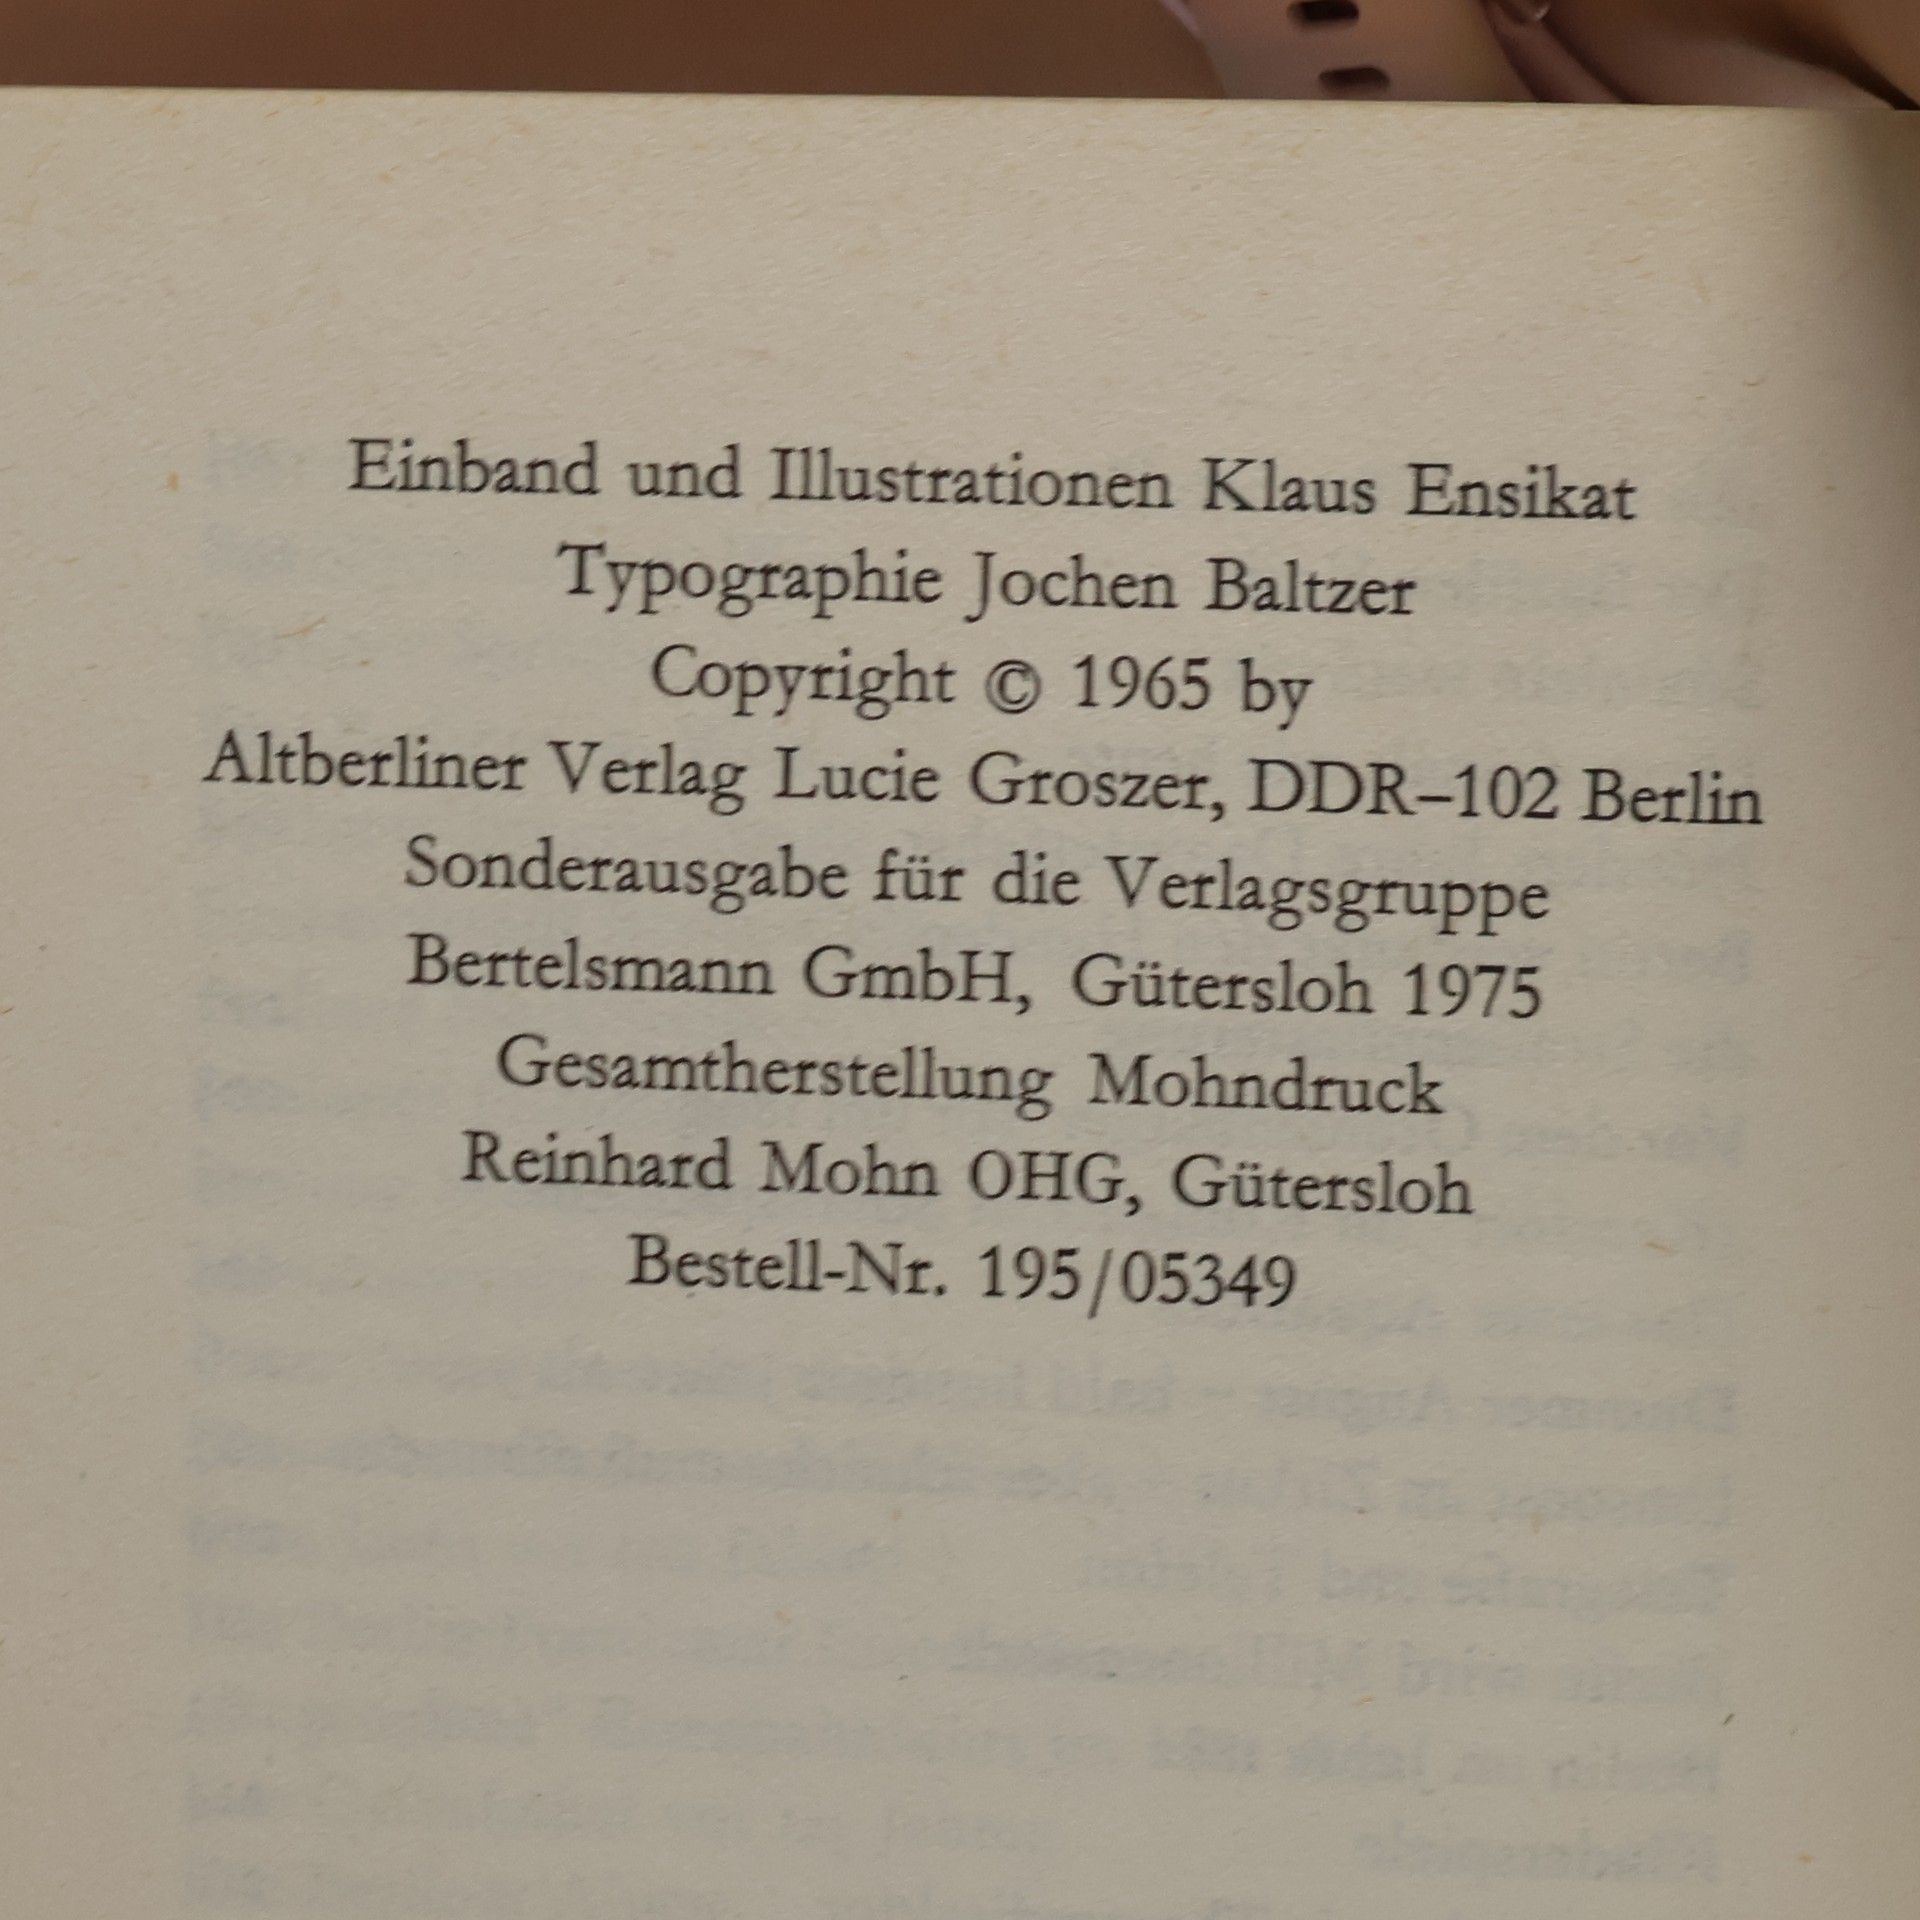 Einband und Illustrationen Klaus Ensikat
Typographie Jochen Baltzer
Copyright © 1965 by
Altberliner Verlag Lucie Groszer, DDR–102 Berlin
Sonderausgabe für die Verlagsgruppe
Bertelsmann GmbH, Gütersloh 1975
Gesamtherstellung Mohndruck
Reinhard Mohn OHG, Gütersloh
Bestell-Nr. 195/05349